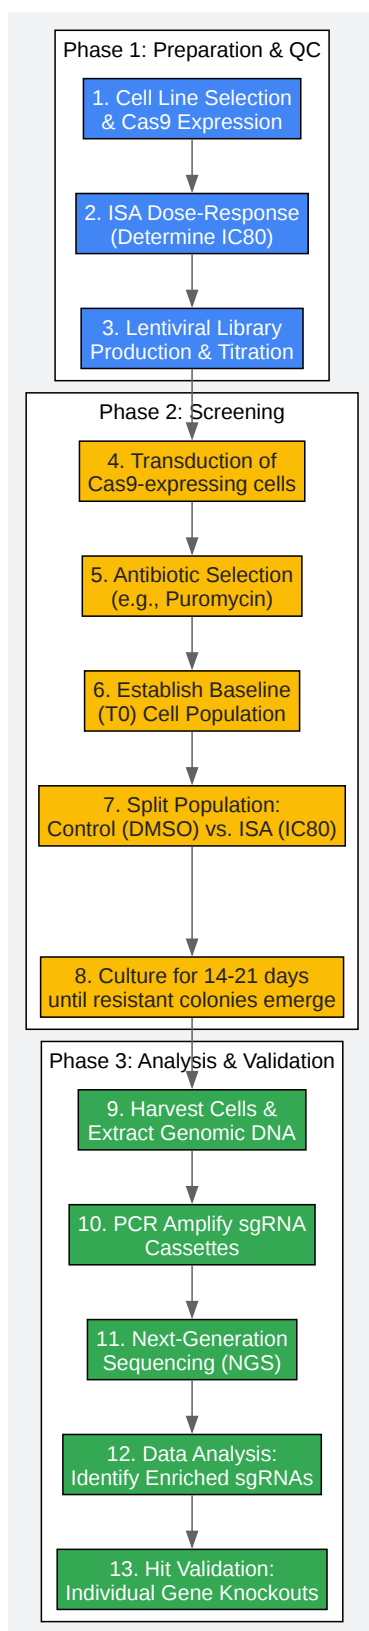 Phase 1: Preparation & QC
1. Cell Line Selection
& Cas9 Expression
2. ISA Dose-Response
(Determine IC80)
3. Lentiviral Library
Production & Titration
Phase 2: Screening
4. Transduction of
Cas9-expressing cells
5. Antibiotic Selection
(e.g., Puromycin)
6. Establish Baseline
(T0) Cell Population
7. Split Population:
Control (DMSO) vs. ISA (IC80)
8. Culture for 14-21 days
until resistant colonies emerge
Phase 3: Analysis & Validation
9. Harvest Cells &
Extract Genomic DNA
10. PCR Amplify sgRNA
Cassettes
11. Next-Generation
Sequencing (NGS)
12. Data Analysis:
Identify Enriched sgRNAs
13. Hit Validation:
Individual Gene Knockouts